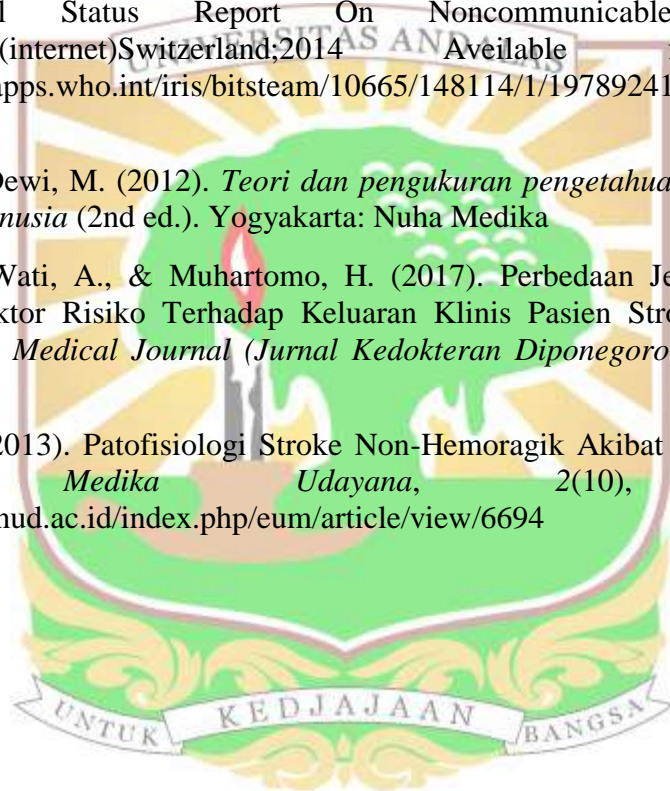 l Status Report On Noncommunicable
(internet)Switzerland;2014 Aveilable
UNIVERSITAS ANDALAS
apps.who.int/iris/bitsteam/10665/148114/1/19789241
Dewi, M. (2012). Teori dan pengukuran pengetahua
nusia (2nd ed.). Yogyakarta: Nuha Medika
Wati, A., & Muhartomo, H. (2017). Perbedaan Je
ktor Risiko Terhadap Keluaran Klinis Pasien Stro
Medical Journal (Jurnal Kedokteran Diponegoro
2013). Patofisiologi Stroke Non-Hemoragik Akibat
Medika Udayana, 2(10),
nud.ac.id/index.php/eum/article/view/6694
UNTUK KEDJAJAAN BANGSA